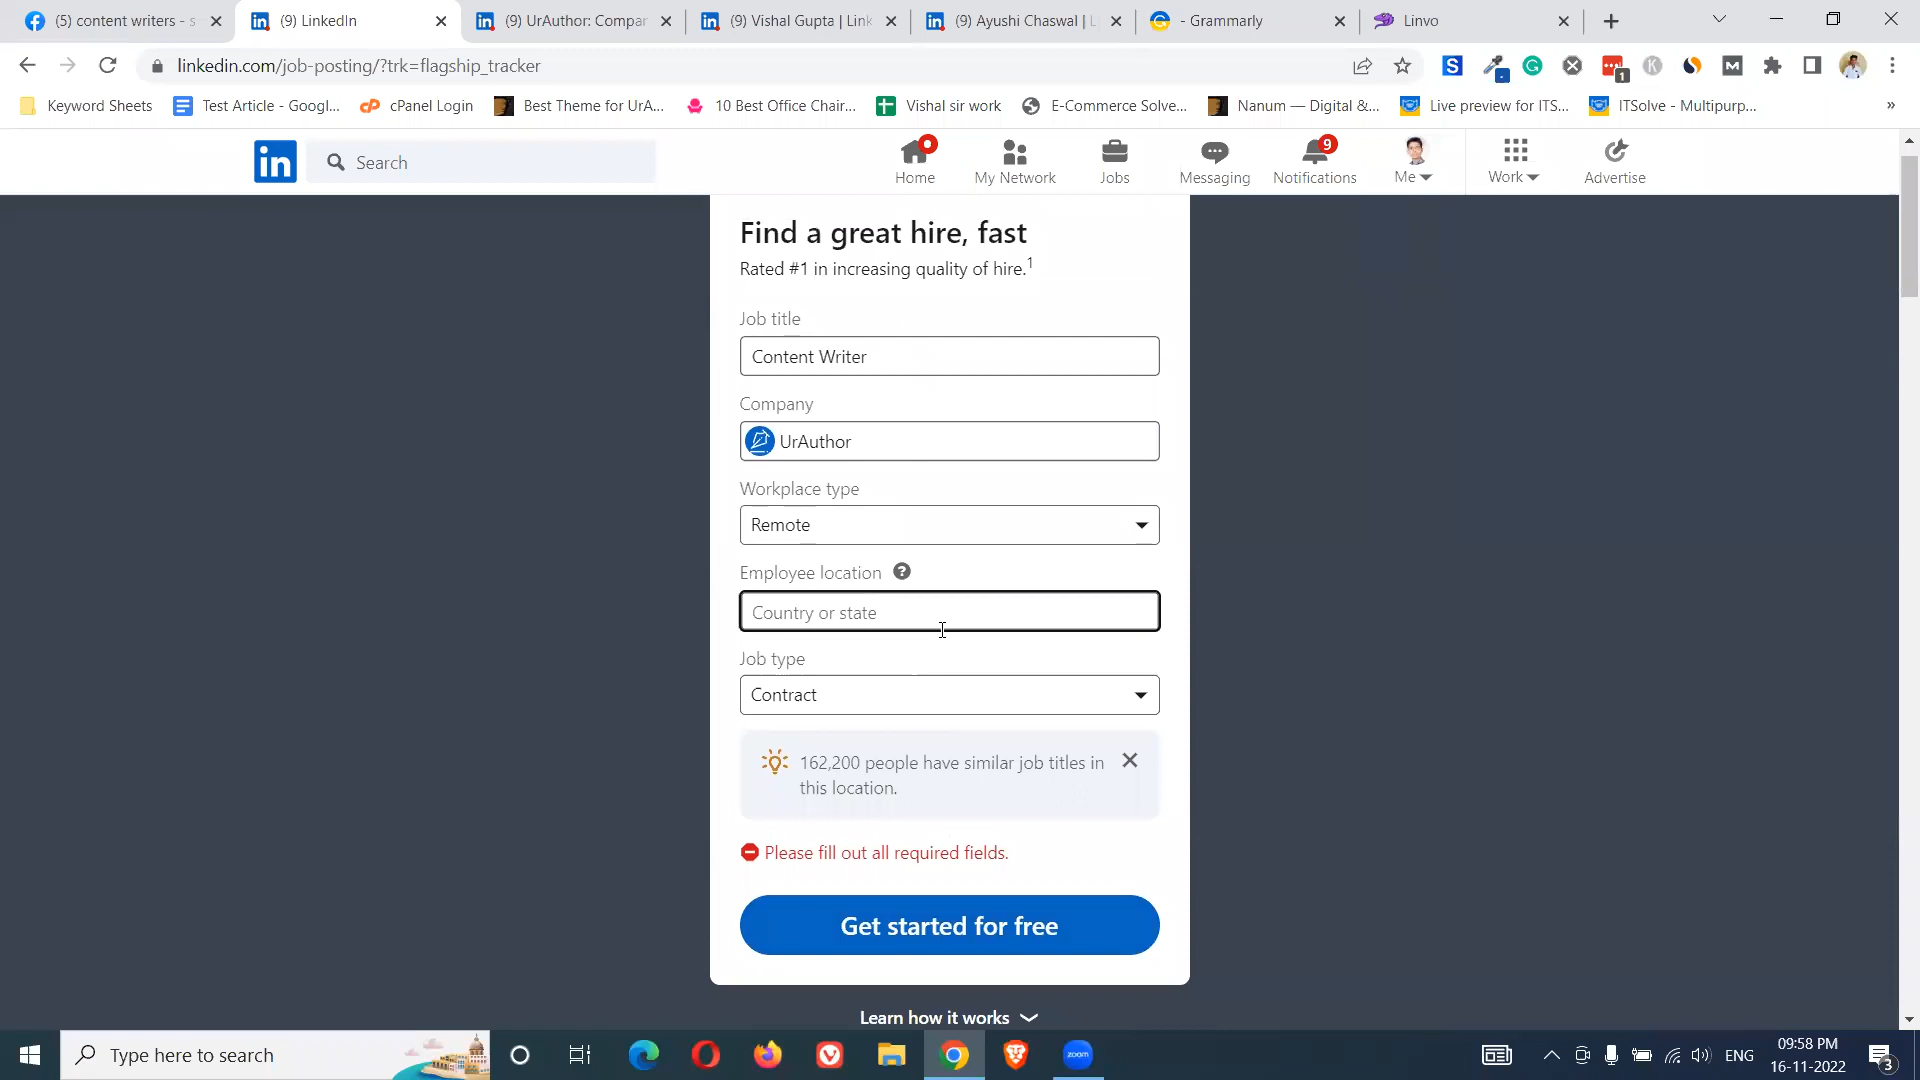 (5) content writers - s
(9) LinkedIn
(9) UrAuthor: Compan
(9) Vishal Gupta | Link
(9) Ayushi Chaswal | L
- Grammarly
Linvo
linkedin.com/job-posting/?trk=flagship_tracker
Keyword Sheets
Test Article - Googl...
cPanel Login
Best Theme for UrA...
10 Best Office Chair...
Vishal sir work
E-Commerce Solve...
Nanum — Digital &...
Live preview for ITS...
ITSolve - Multipurp...
»
in
Search
Home
My Network
Jobs
Messaging
9
Notifications
Me
Work
Advertise
Find a great hire, fast
Rated #1 in increasing quality of hire.1
Job title
Content Writer
Company
UrAuthor
Workplace type
Remote
Employee location
Country or state
Job type
Contract
162,200 people have similar job titles in
this location.
Please fill out all required fields.
Get started for free
Learn how it works
Type here to search
zoom
ENG
09:58 PM
16-11-2022
3